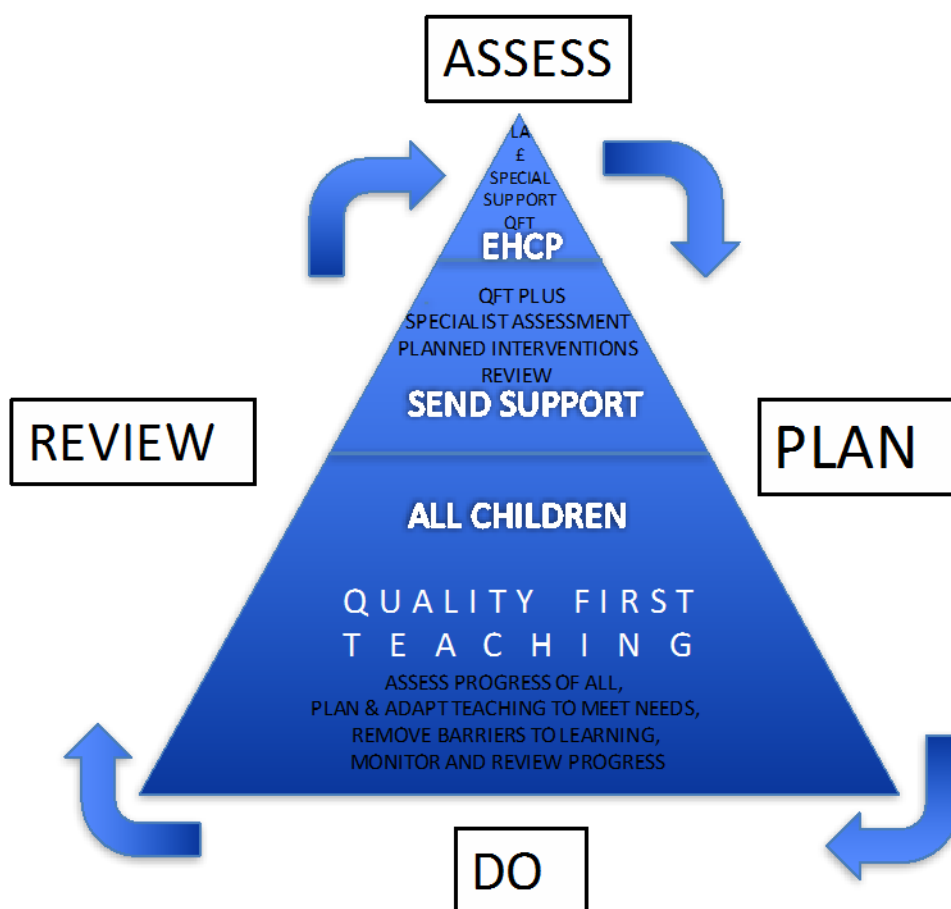 ASSESS
LA
£
SPECIAL
SUPPORT
QFT
EHCP
QFT PLUS
SPECIALIST ASSESSMENT
PLANNED INTERVENTIONS
REVIEW
SEND SUPPORT
REVIEW
PLAN
ALL CHILDREN
QUALITY FIRST
TEACHING
ASSESS PROGRESS OF ALL,
PLAN & ADAPT TEACHING TO MEET NEEDS,
REMOVE BARRIERS TO LEARNING,
MONITOR AND REVIEW PROGRESS
DO